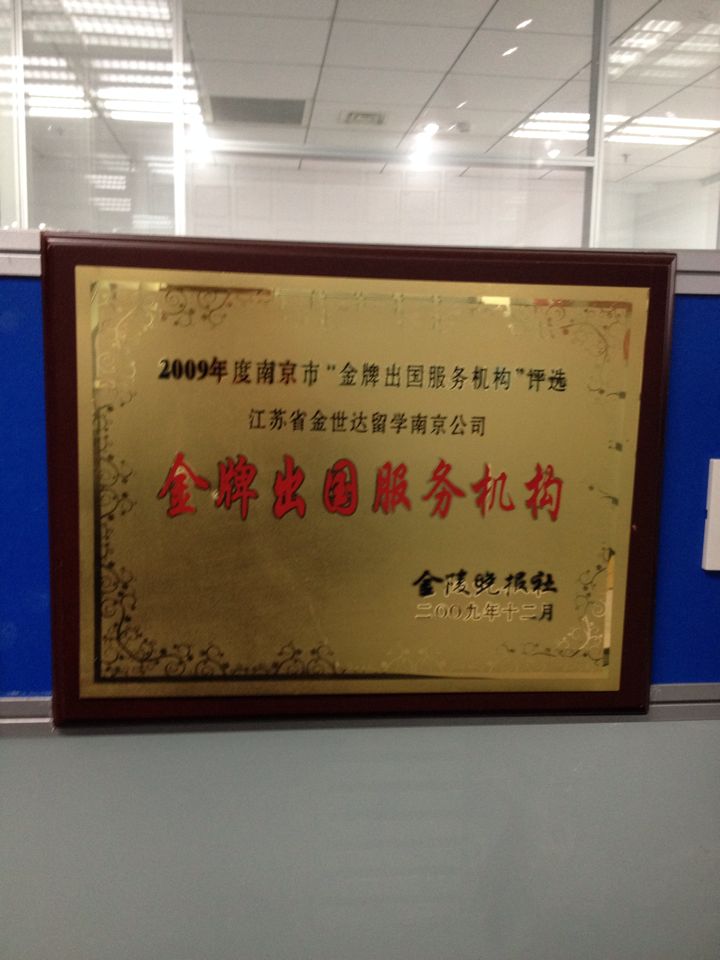 2009年度南京市“金牌出国服务机构”评选
江苏省金世达留学南京公司
金牌出国服务机构
金陵晚报社
二〇〇九年十二月